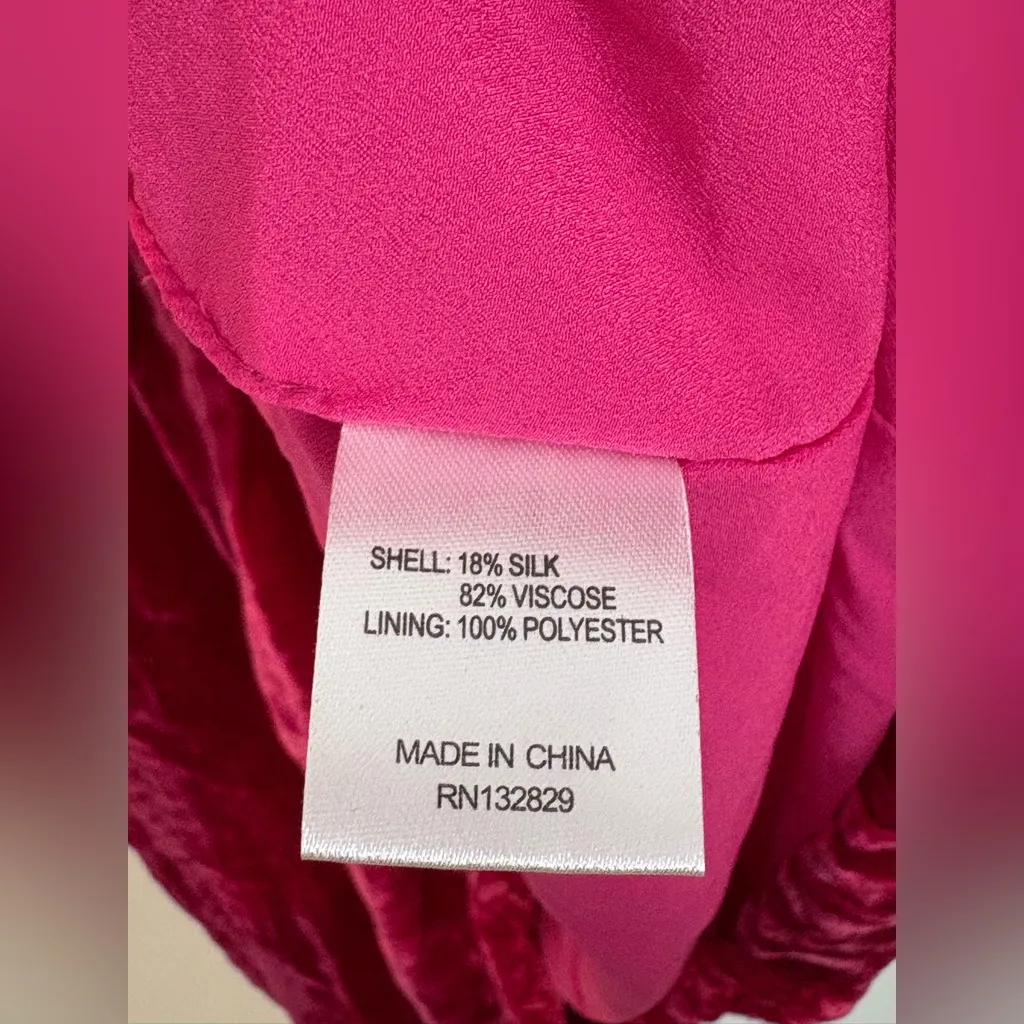 SHELL: 18% SILK
82% VISCOSE
LINING: 100% POLYESTER
MADE IN CHINA
RN132829